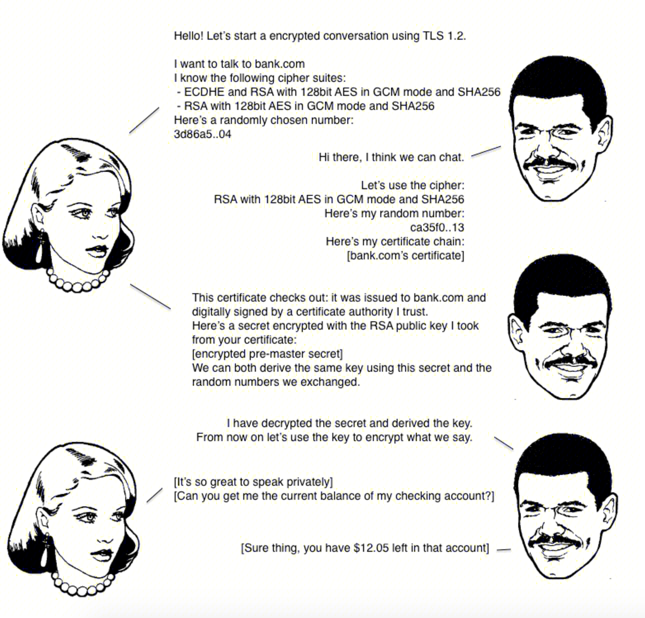 Hello! Let's start a encrypted conversation using TLS 1.2.
I want to talk to bank.com
I know the following cipher suites:
- ECDHE and RSA with 128bit AES in GCM mode and SHA256
- RSA with 128bit AES in GCM mode and SHA256
Here's a randomly chosen number:
3d86a5..04
Hi there, I think we can chat.
Let's use the cipher:
RSA with 128bit AES in GCM mode and SHA256
Here's my random number:
ca35f0..13
Here's my certificate chain:
[bank.com's certificate]
This certificate checks out: it was issued to bank.com and
digitally signed by a certificate authority I trust.
Here's a secret encrypted with the RSA public key I took
from your certificate:
[encrypted pre-master secret]
We can both derive the same key using this secret and the
random numbers we exchanged.
I have decrypted the secret and derived the key.
From now on let's use the key to encrypt what we say.
[It's so great to speak privately]
[Can you get me the current balance of my checking account?]
[Sure thing, you have $12.05 left in that account]